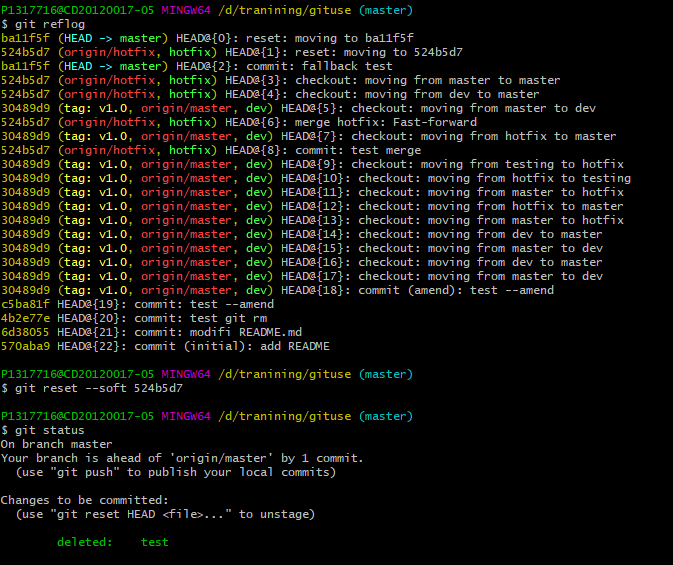 P1317716@CD20120017-05 MINGW64 /d/tranining/gituse (master)
$ git reflog
ba11f5f (HEAD -> master) HEAD@{0}: reset: moving to ba11f5f
524b5d7 (origin/hotfix, hotfix) HEAD@{1}: reset: moving to 524b5d7
ba11f5f (HEAD -> master) HEAD@{2}: commit: fallback test
524b5d7 (origin/hotfix, hotfix) HEAD@{3}: checkout: moving from master to master
524b5d7 (origin/hotfix, hotfix) HEAD@{4}: checkout: moving from dev to master
30489d9 (tag: v1.0, origin/master, dev) HEAD@{5}: checkout: moving from master to dev
524b5d7 (origin/hotfix, hotfix) HEAD@{6}: merge hotfix: Fast-forward
30489d9 (tag: v1.0, origin/master, dev) HEAD@{7}: checkout: moving from hotfix to master
524b5d7 (origin/hotfix, hotfix) HEAD@{8}: commit: test merge
30489d9 (tag: v1.0, origin/master, dev) HEAD@{9}: checkout: moving from testing to hotfix
30489d9 (tag: v1.0, origin/master, dev) HEAD@{10}: checkout: moving from hotfix to testing
30489d9 (tag: v1.0, origin/master, dev) HEAD@{11}: checkout: moving from master to hotfix
30489d9 (tag: v1.0, origin/master, dev) HEAD@{12}: checkout: moving from hotfix to master
30489d9 (tag: v1.0, origin/master, dev) HEAD@{13}: checkout: moving from master to hotfix
30489d9 (tag: v1.0, origin/master, dev) HEAD@{14}: checkout: moving from dev to master
30489d9 (tag: v1.0, origin/master, dev) HEAD@{15}: checkout: moving from master to dev
30489d9 (tag: v1.0, origin/master, dev) HEAD@{16}: checkout: moving from dev to master
30489d9 (tag: v1.0, origin/master, dev) HEAD@{17}: checkout: moving from master to dev
30489d9 (tag: v1.0, origin/master, dev) HEAD@{18}: commit (amend): test --amend
c5ba81f HEAD@{19}: commit: test --amend
4b2e77e HEAD@{20}: commit: test git rm
6d38055 HEAD@{21}: commit: modifi README.md
570aba9 HEAD@{22}: commit (initial): add README
P1317716@CD20120017-05 MINGW64 /d/tranining/gituse (master)
$ git reset --soft 524b5d7
P1317716@CD20120017-05 MINGW64 /d/tranining/gituse (master)
$ git status
On branch master
Your branch is ahead of 'origin/master' by 1 commit.
(use "git push" to publish your local commits)
Changes to be committed:
(use "git reset HEAD <file>..." to unstage)
deleted: test